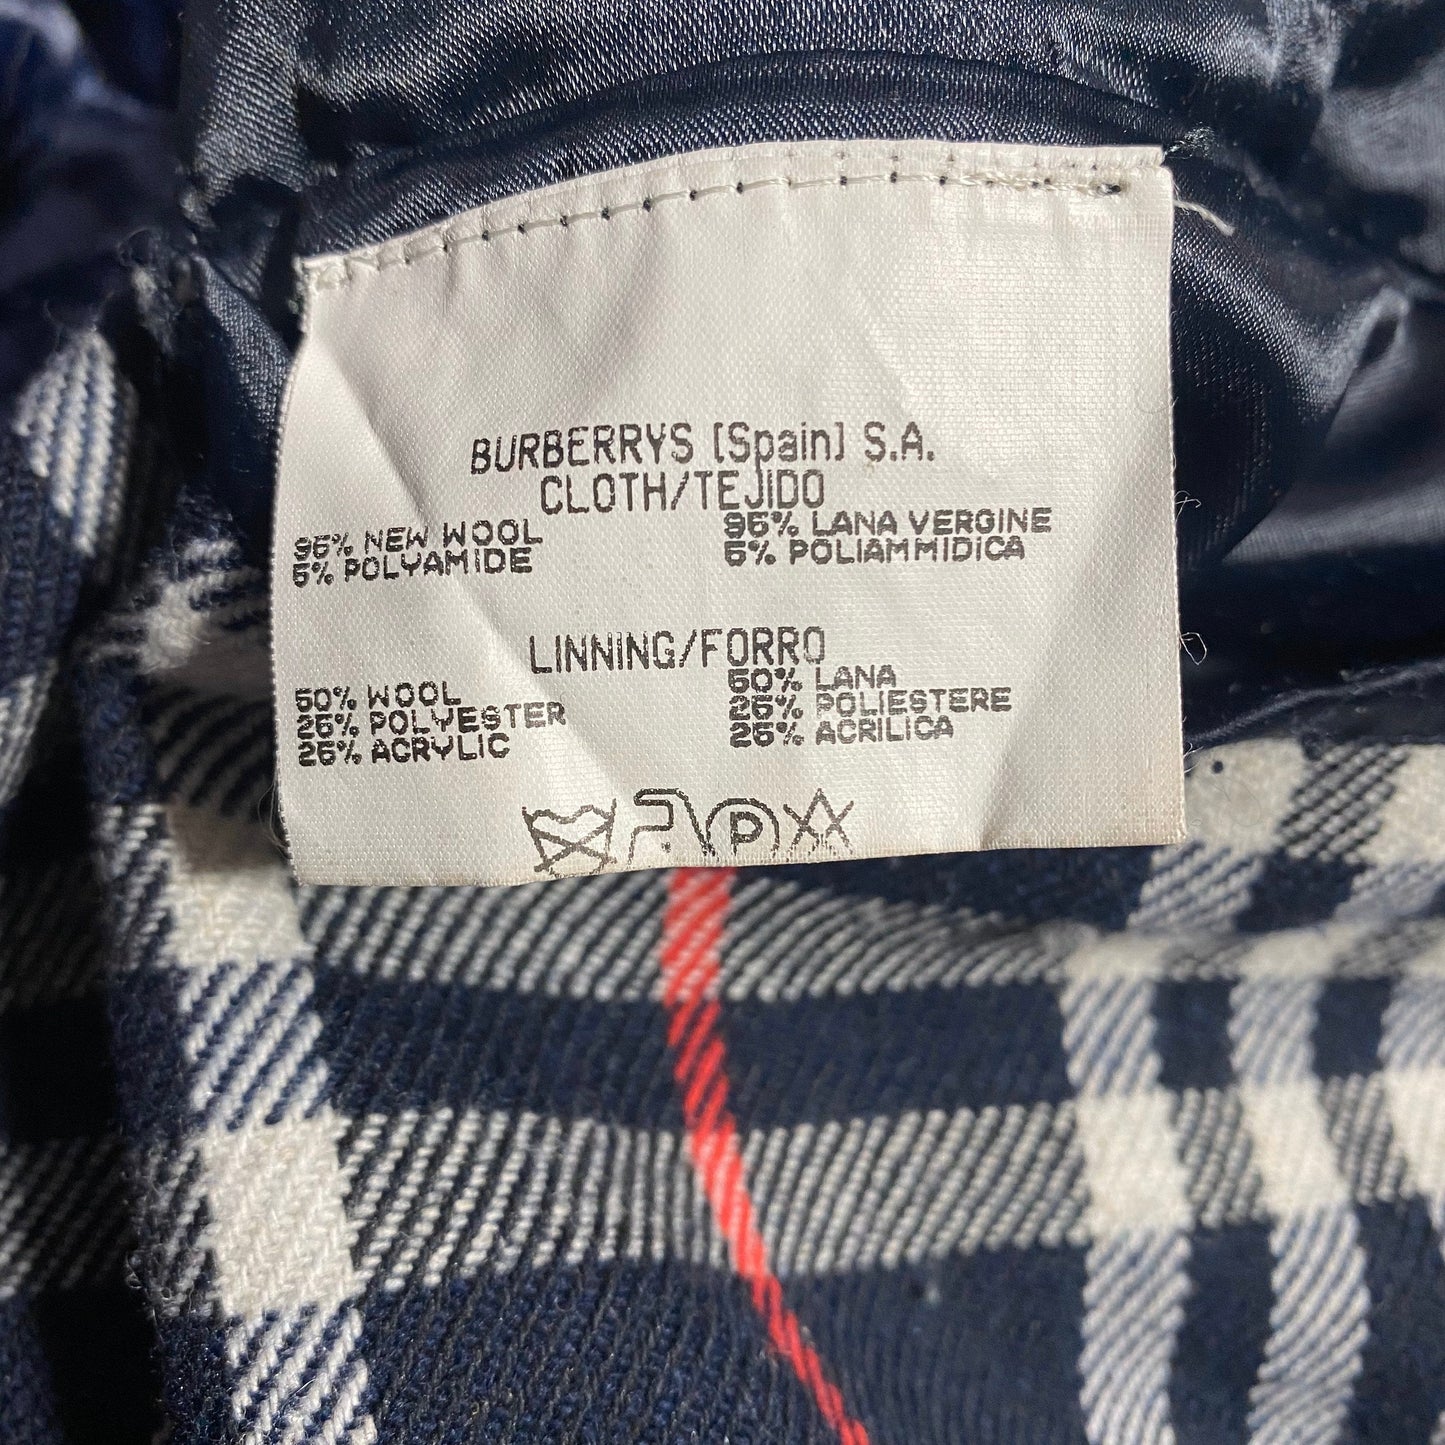 BURBERRYS [Spain] S.A.
CLOTH/TEJIDO
95% NEW WOOL 95% LANA VERGINE
5% POLYAMIDE 5% POLIAMMIDICA
LINNING/FORRO
50% WOOL 50% LANA
25% POLYESTER 25% POLIESTERE
25% ACRYLIC 25% ACRILICA
P